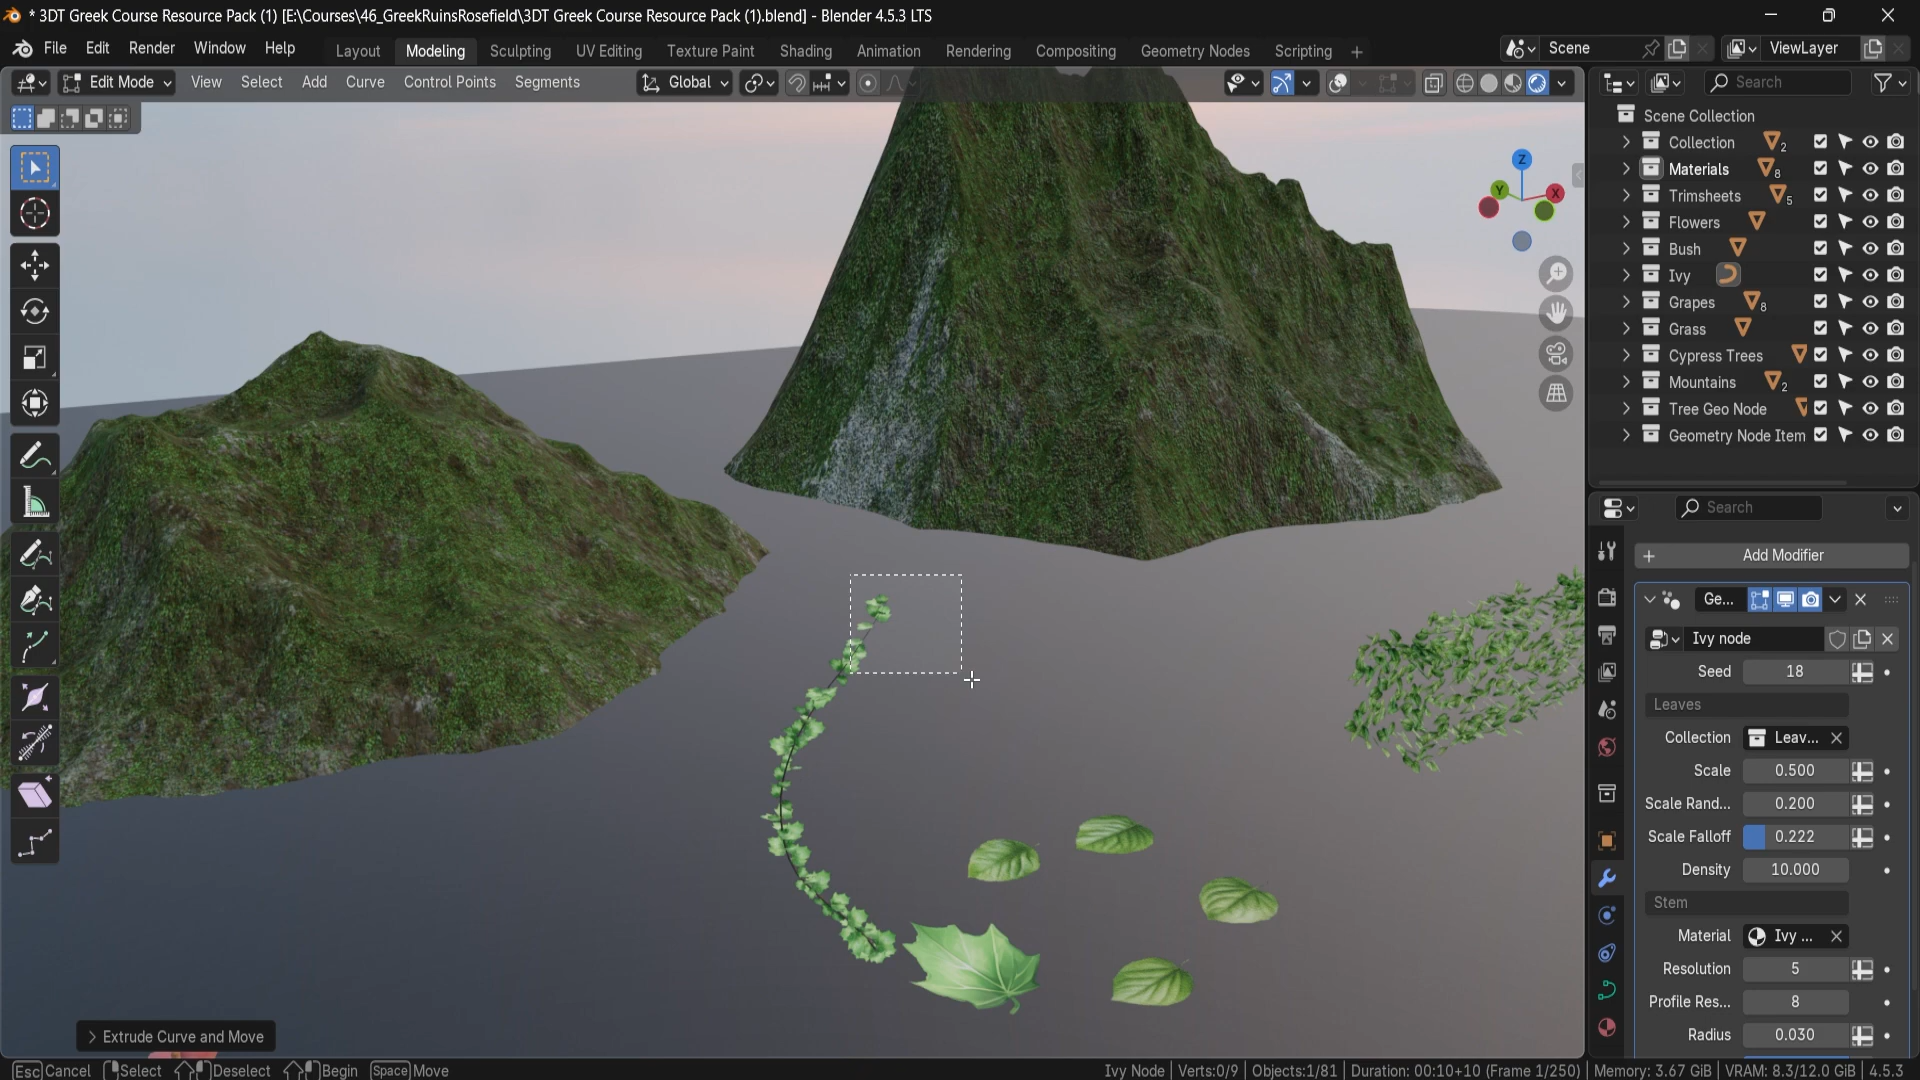 * 3DT Greek Course Resource Pack (1) [E:\Courses\46_GreekRuinsRosefield\3DT Greek Course Resource Pack (1).blend] - Blender 4.5.3 LTS
File Edit Render Window Help Layout Modeling Sculpting UV Editing Texture Paint Shading Animation Rendering Compositing Geometry Nodes Scripting + Scene ViewLayer
Edit Mode View Select Add Curve Control Points Segments Global Search
Scene Collection
Collection 2
Materials 8
Trimsheets 5
Flowers
Bush
Ivy
Grapes 8
Grass
Cypress Trees
Mountains 2
Tree Geo Node
Geometry Node Item
Z
Y
X
Search
+ Add Modifier
Ge...
Ivy node
Seed 18
Leaves
Collection Leav...
Scale 0.500
Scale Rand... 0.200
Scale Falloff 0.222
Density 10.000
Stem
Material Ivy ...
Resolution 5
Profile Res... 8
Radius 0.030
Extrude Curve and Move
Esc Cancel Select Deselect Begin Space Move Ivy Node Verts:0/9 Objects:1/81 Duration: 00:10+10 (Frame 1/250) Memory: 3.67 GiB VRAM: 8.3/12.0 GiB 4.5.3